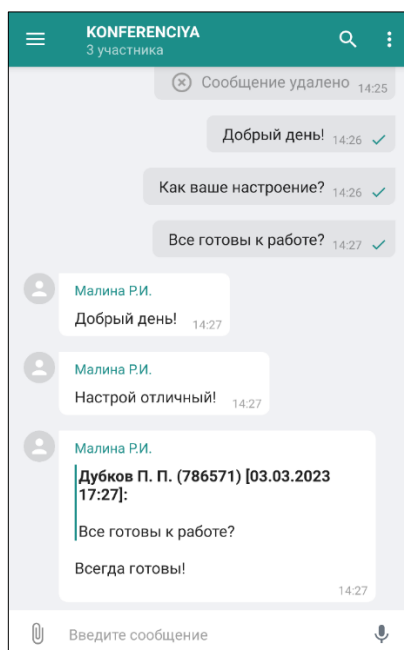 KONFERENCIYA
3 участника
Сообщение удалено 14:25
Добрый день! 14:26
Как ваше настроение? 14:26
Все готовы к работе? 14:27
Малина Р.И.
Добрый день! 14:27
Малина Р.И.
Настрой отличный! 14:27
Малина Р.И.
Дубков П. П. (786571) [03.03.2023
17:27]:
Все готовы к работе?
Всегда готовы!
14:27
Введите сообщение